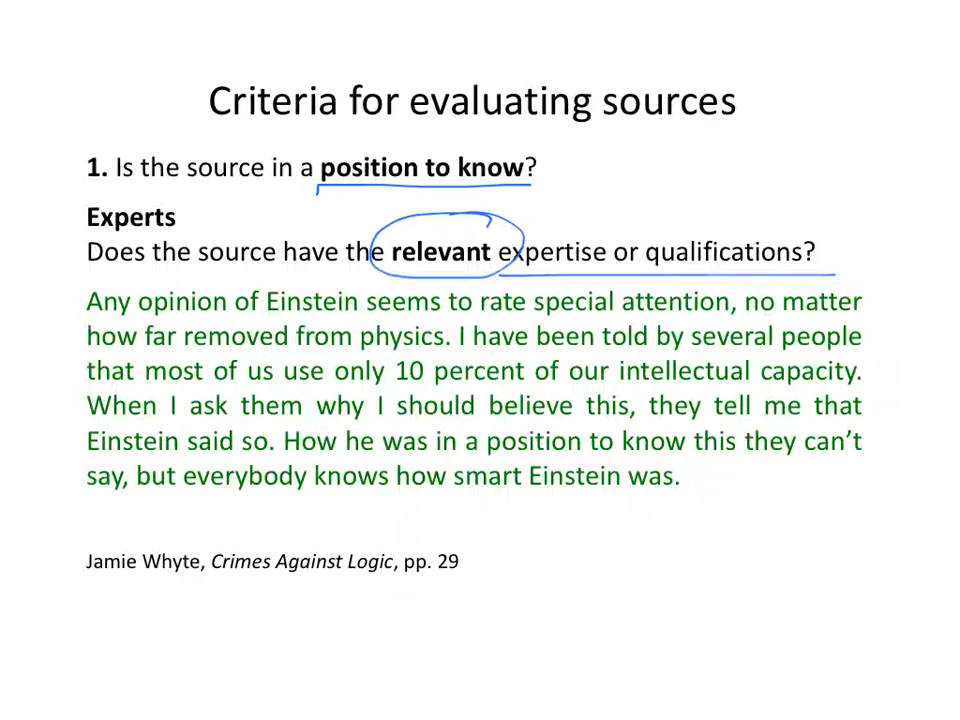 Criteria for evaluating sources
1. Is the source in a position to know?
Experts
Does the source have the relevant expertise or qualifications?
Any opinion of Einstein seems to rate special attention, no matter
how far removed from physics. I have been told by several people
that most of us use only 10 percent of our intellectual capacity.
When I ask them why I should believe this, they tell me that
Einstein said so. How he was in a position to know this they can’t
say, but everybody knows how smart Einstein was.
Jamie Whyte, Crimes Against Logic, pp. 29